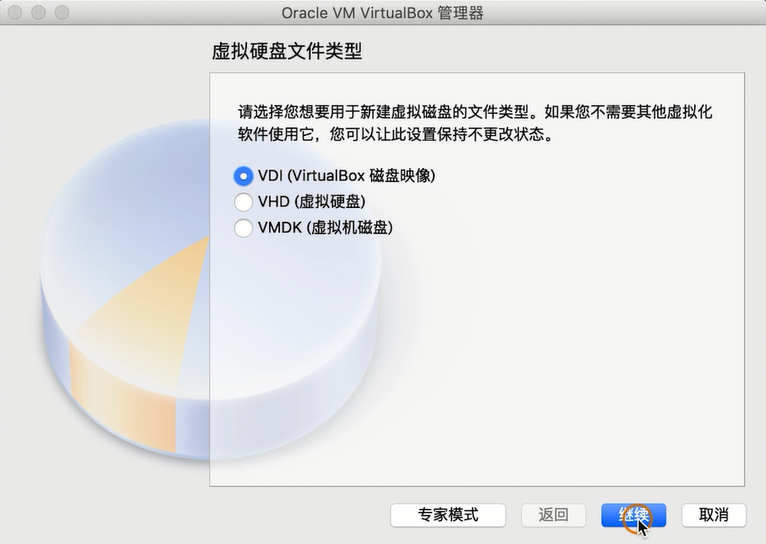 Oracle VM VirtualBox 管理器
虚拟硬盘文件类型
请选择您想要用于新建虚拟磁盘的文件类型。如果您不需要其他虚拟化
软件使用它，您可以让此设置保持不更改状态。
VDI (VirtualBox 磁盘映像)
VHD (虚拟硬盘)
VMDK (虚拟机磁盘)
专家模式 返回 继续 取消